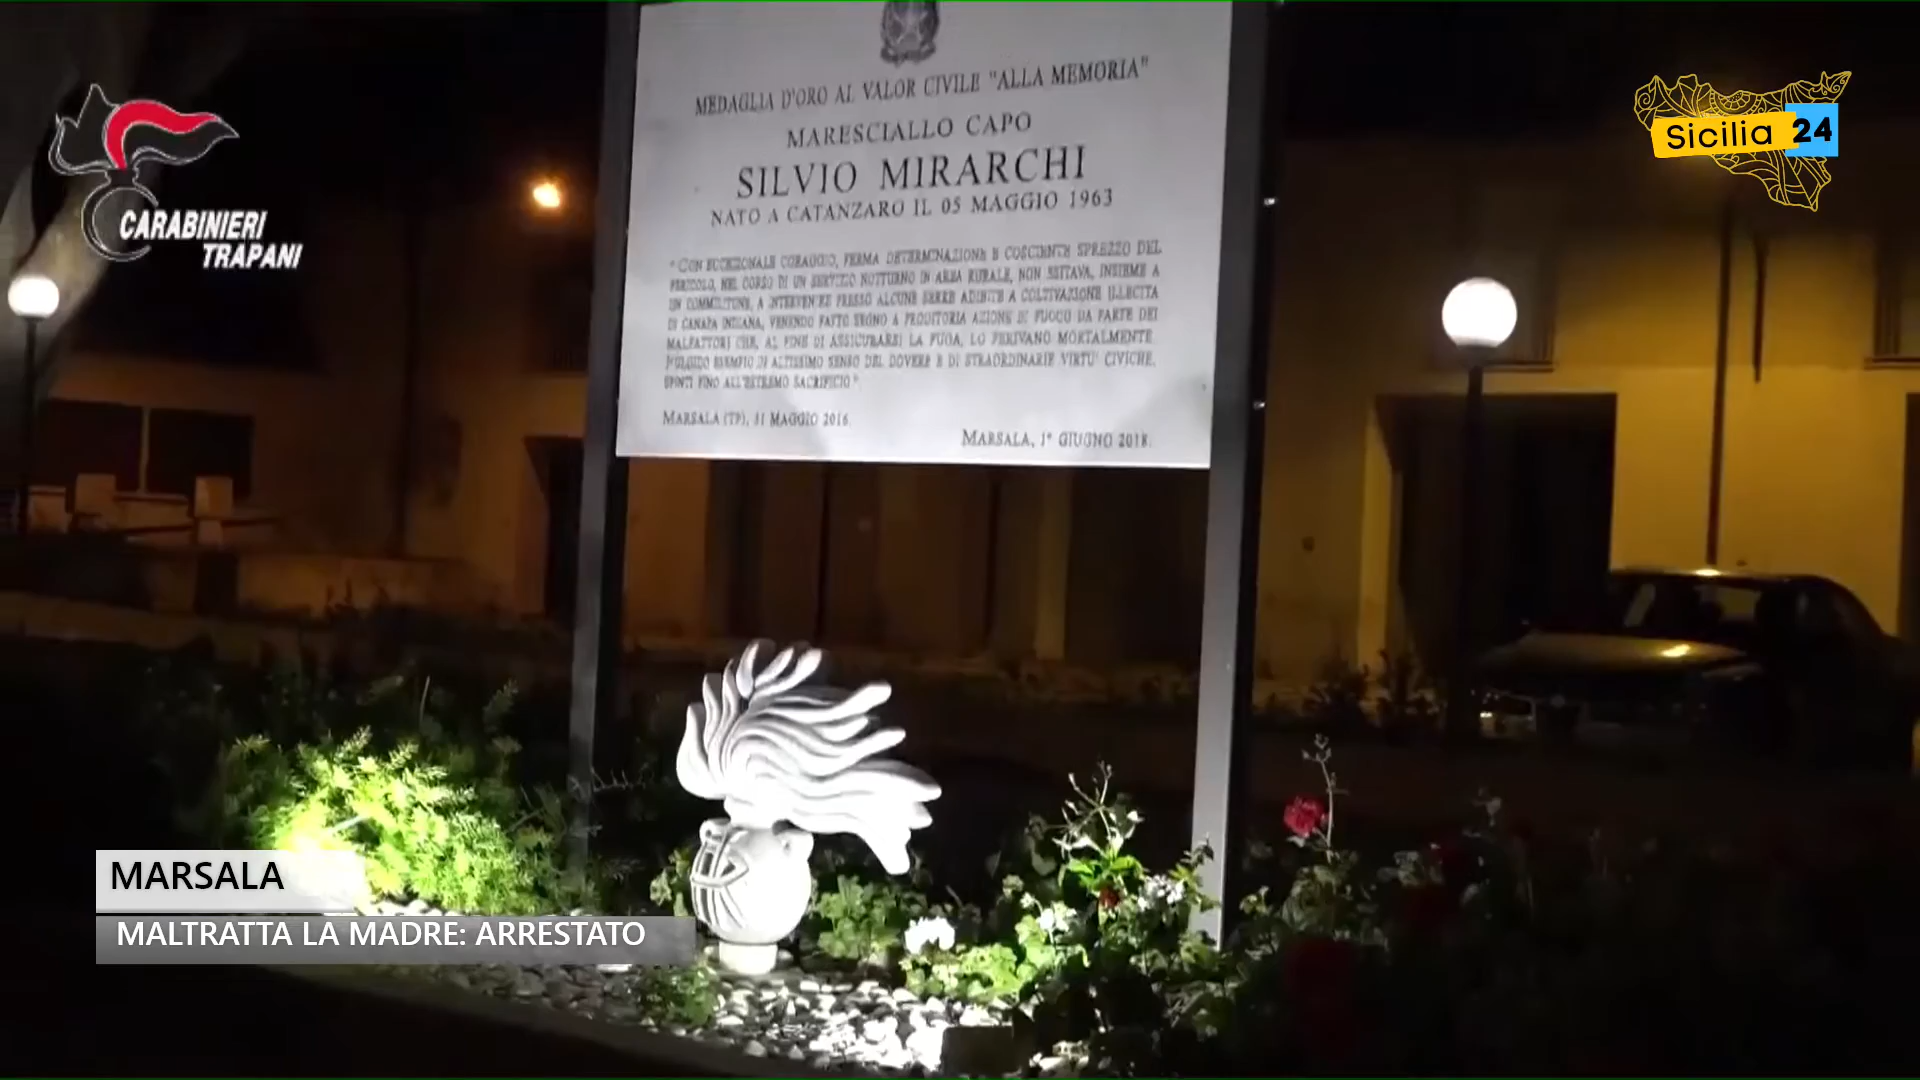 MEDAGLIA D'ORO AL VALOR CIVILE "ALLA MEMORIA"
MARESCIALLO CAPO
SILVIO MIRARCHI
NATO A CATANZARO IL 05 MAGGIO 1963
"CON ECCEZIONALE CORAGGIO, FERMA DETERMINAZIONE E COSCIENTE SPREZZO DEL
PERICOLO, NEL CORSO DI UN SERVIZIO NOTTURNO IN AREA RURALE, NON ESITAVA, INSIEME A
UN COMMILITONE, A INTERVENIRE PRESSO ALCUNE SERRE ADIBITE A COLTIVAZIONE ILLECITA
DI CANAPA INDIANA, VENENDO FATTO SEGNO A PRODITORIA AZIONE DI FUOCO DA PARTE DEI
MALFATTORI CHE, AL FINE DI ASSICURARSI LA FUGA, LO FERIVANO MORTALMENTE.
FULGIDO ESEMPIO DI ALTISSIMO SENSO DEL DOVERE E DI STRAORDINARIE VIRTU' CIVICHE,
SPINTI FINO ALL'ESTREMO SACRIFICIO".
MARSALA (TP), 31 MAGGIO 2016.
MARSALA, 1° GIUGNO 2018.
CARABINIERI
TRAPANI
Sicilia 24
MARSALA
MALTRATTA LA MADRE: ARRESTATO